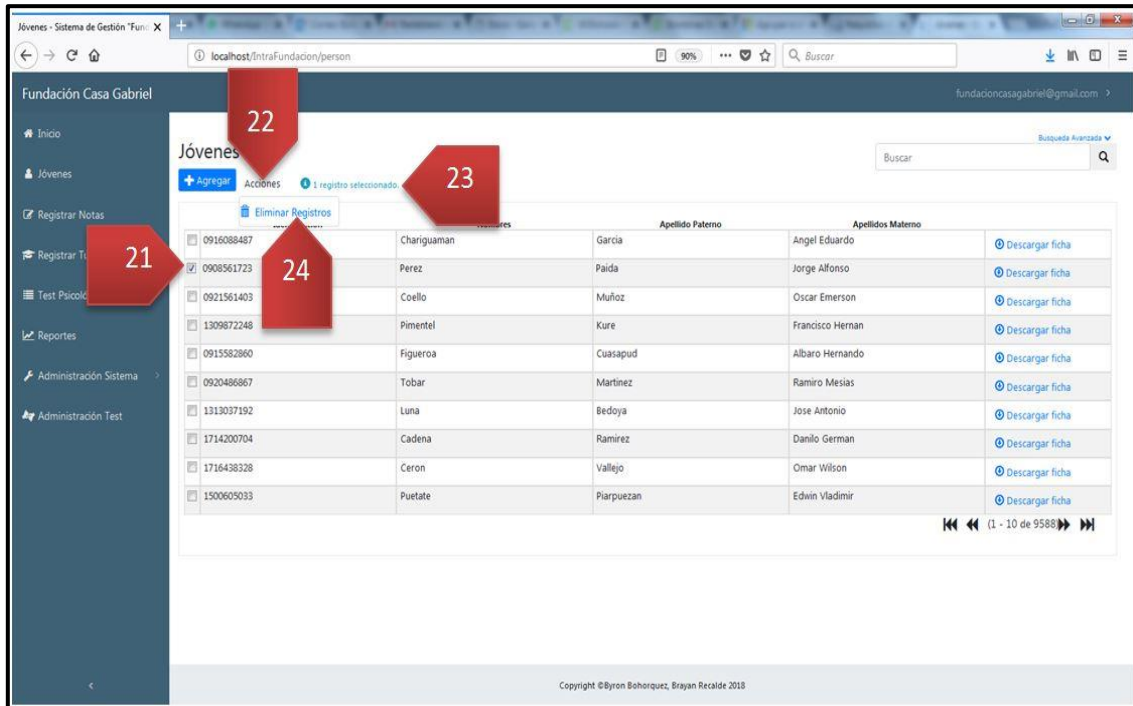 Jóvenes - Sistema de Gestión "Fun
localhost/IntraFundacion/person
90%
Buscar
Fundación Casa Gabriel
fundacioncasagabriel@gmail.com
Inicio
Jóvenes
Registrar Notas
Registrar Tu
Test Psicoló
Reportes
Administración Sistema
Administración Test
Jóvenes
Busqueda Avanzada
Buscar
Agregar
Acciones
1 registro seleccionado.
Eliminar Registros
21
22
23
24
Apellido Paterno Apellidos Materno
0916088487 Chariguaman Garcia Angel Eduardo Descargar ficha
0908561723 Perez Paida Jorge Alfonso Descargar ficha
0921561403 Coello Muñoz Oscar Emerson Descargar ficha
1309872248 Pimentel Kure Francisco Hernan Descargar ficha
0915582860 Figueroa Cuasapud Albaro Hernando Descargar ficha
0920486867 Tobar Martinez Ramiro Mesias Descargar ficha
1313037192 Luna Bedoya Jose Antonio Descargar ficha
1714200704 Cadena Ramirez Danilo German Descargar ficha
1716438328 Ceron Vallejo Omar Wilson Descargar ficha
1500605033 Puetate Piarpuezan Edwin Vladimir Descargar ficha
(1 - 10 de 9588)
Copyright ©Byron Bohorquez, Brayan Recalde 2018